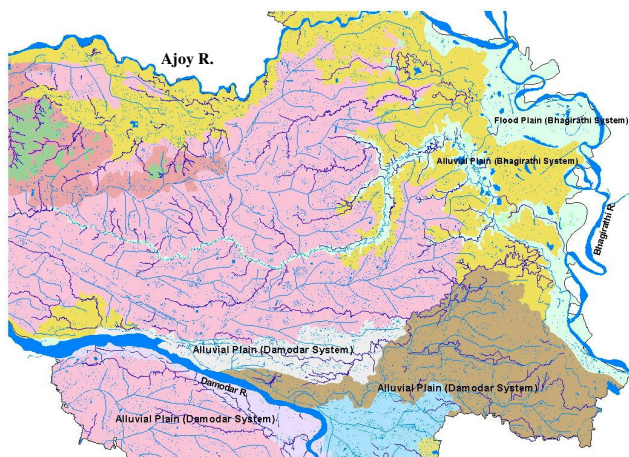 Ajoy R.
Flood Plain (Bhagirathi System)
Alluvial Plain (Bhagirathi System)
Bhagirathi R.
Alluvial Plain (Damodar System)
Damodar R.
Alluvial Plain (Damodar System)
Alluvial Plain (Damodar System)